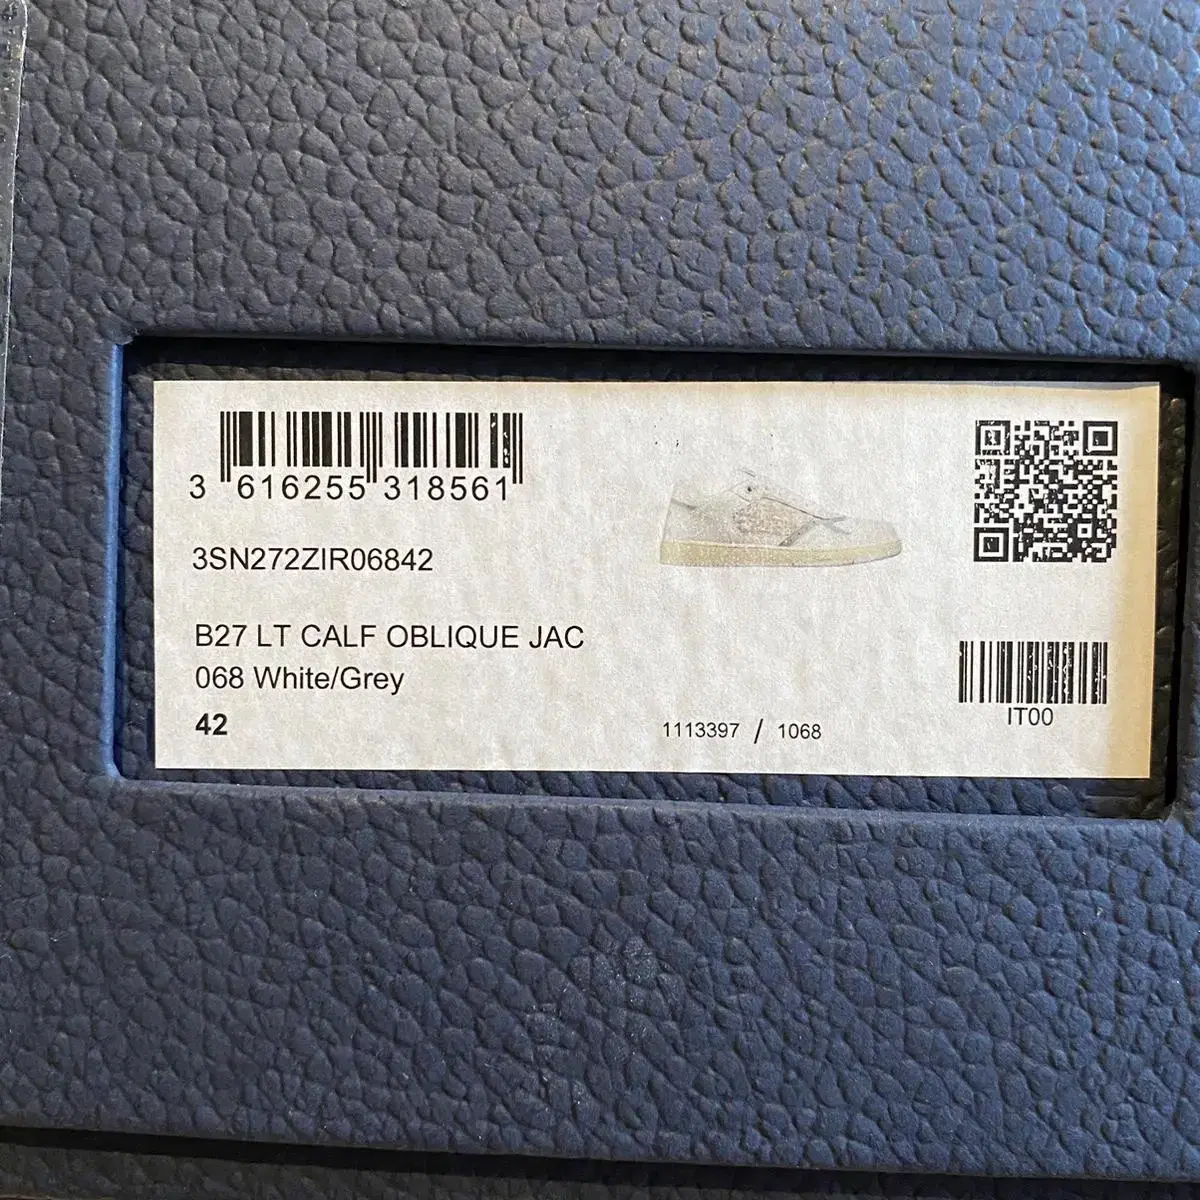 3 616255 318561
3SN272ZIR06842
B27 LT CALF OBLIQUE JAC
068 White/Grey
42
1113397 / 1068
IT00